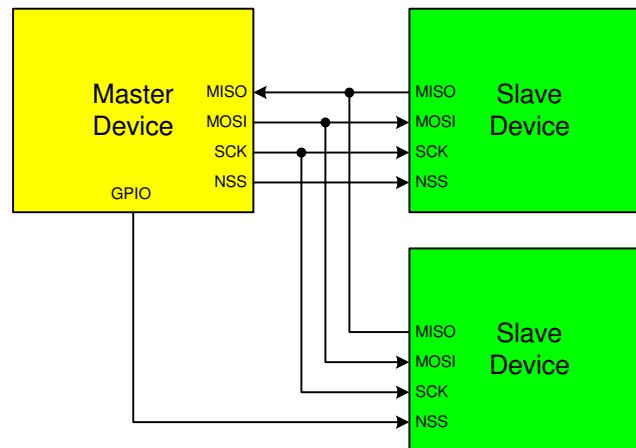 Master
Device
MISO
MOSI
SCK
NSS
GPIO
MISO
MOSI
SCK
NSS
Slave
Device
MISO
MOSI
SCK
NSS
Slave
Device